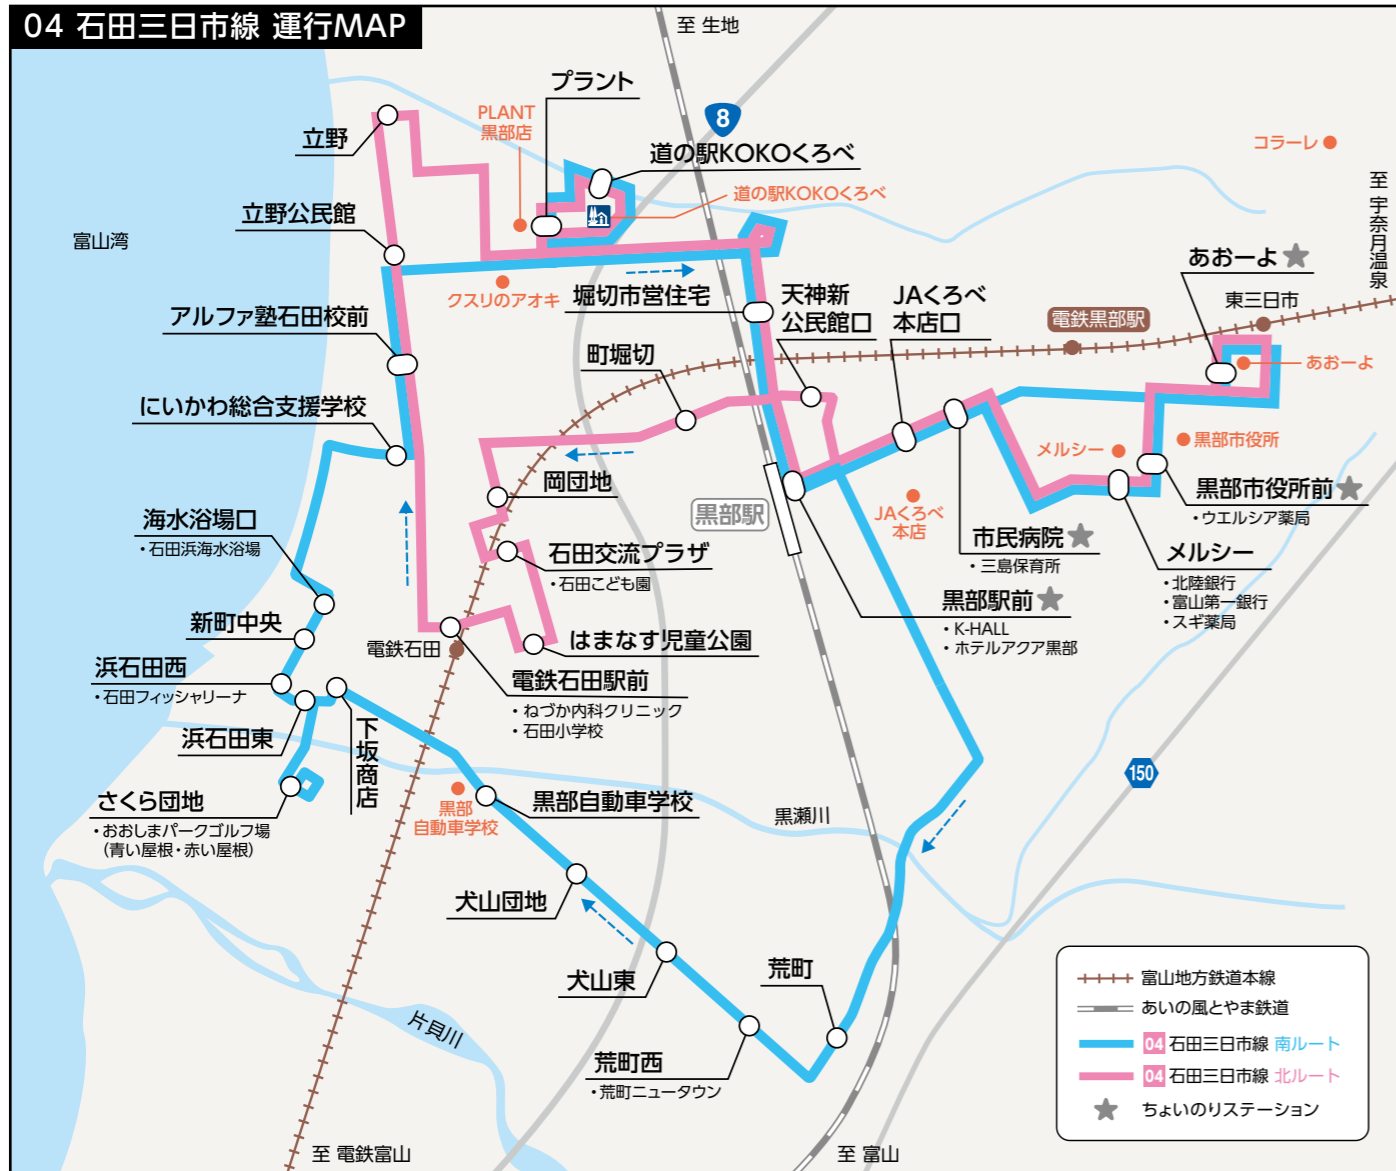 04 石田三日市線 運行MAP
至 生地
プラント
PLANT
黒部店
8
立野
道の駅KOKOくろべ
コラーレ
至 宇奈月温泉
道の駅KOKOくろべ
立野公民館
富山湾
あおーよ
クスリのアオキ
堀切市営住宅
天神新
公民館口
JAくろべ
本店口
東三日市
アルファ塾石田校前
電鉄黒部駅
町堀切
あおーよ
にいかわ総合支援学校
メルシー
黒部市役所
岡団地
黒部市役所前
・ウエルシア薬局
海水浴場口
・石田浜海水浴場
黒部駅
JAくろべ
本店
市民病院
・三島保育所
メルシー
・北陸銀行
・富山第一銀行
・スギ薬局
石田交流プラザ
・石田こども園
新町中央
黒部駅前
・K-HALL
・ホテルアクア黒部
電鉄石田
はまなす児童公園
浜石田西
・石田フィッシャリーナ
電鉄石田駅前
・ねづか内科クリニック
・石田小学校
浜石田東
下坂商店
150
さくら団地
・おおしまパークゴルフ場
(青い屋根・赤い屋根)
黒部
自動車学校
黒部自動車学校
黒瀬川
犬山団地
犬山東
荒町
片貝川
荒町西
・荒町ニュータウン
富山地方鉄道本線
あいの風とやま鉄道
04 石田三日市線 南ルート
04 石田三日市線 北ルート
ちょいのりステーション
至 電鉄富山
至 富山